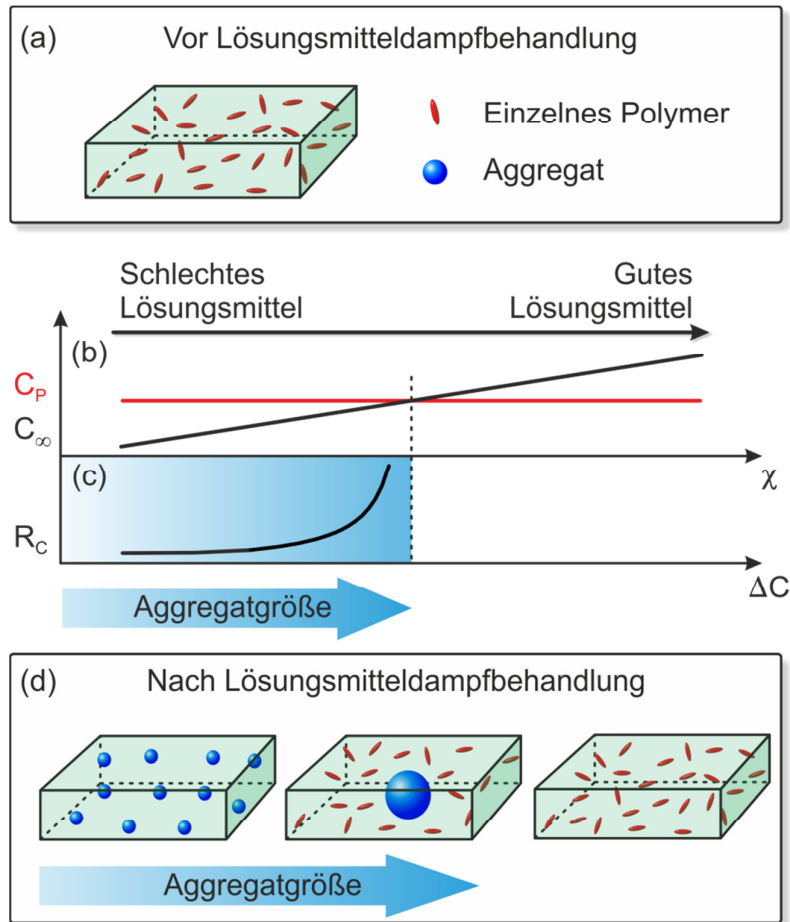 (a) Vor Lösungsmitteldampfbehandlung
Einzelnes Polymer
Aggregat
Schlechtes
Lösungsmittel
Gutes
Lösungsmittel
(b)
C_P
C_∞
χ
(c)
R_C
ΔC
Aggregatgröße
(d) Nach Lösungsmitteldampfbehandlung
Aggregatgröße